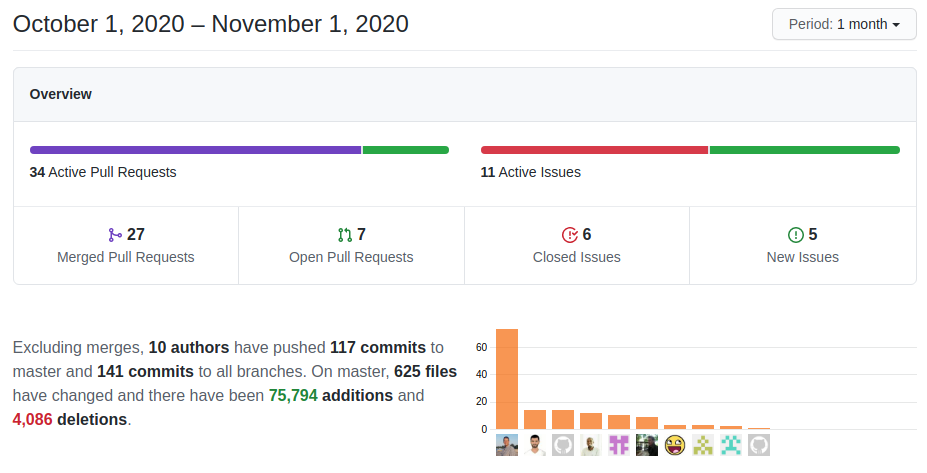 October 1, 2020 – November 1, 2020
Period: 1 month
Overview
34 Active Pull Requests
11 Active Issues
27
Merged Pull Requests
7
Open Pull Requests
6
Closed Issues
5
New Issues
Excluding merges, 10 authors have pushed 117 commits to
master and 141 commits to all branches. On master, 625 files
have changed and there have been 75,794 additions and
4,086 deletions.
60
40
20
0